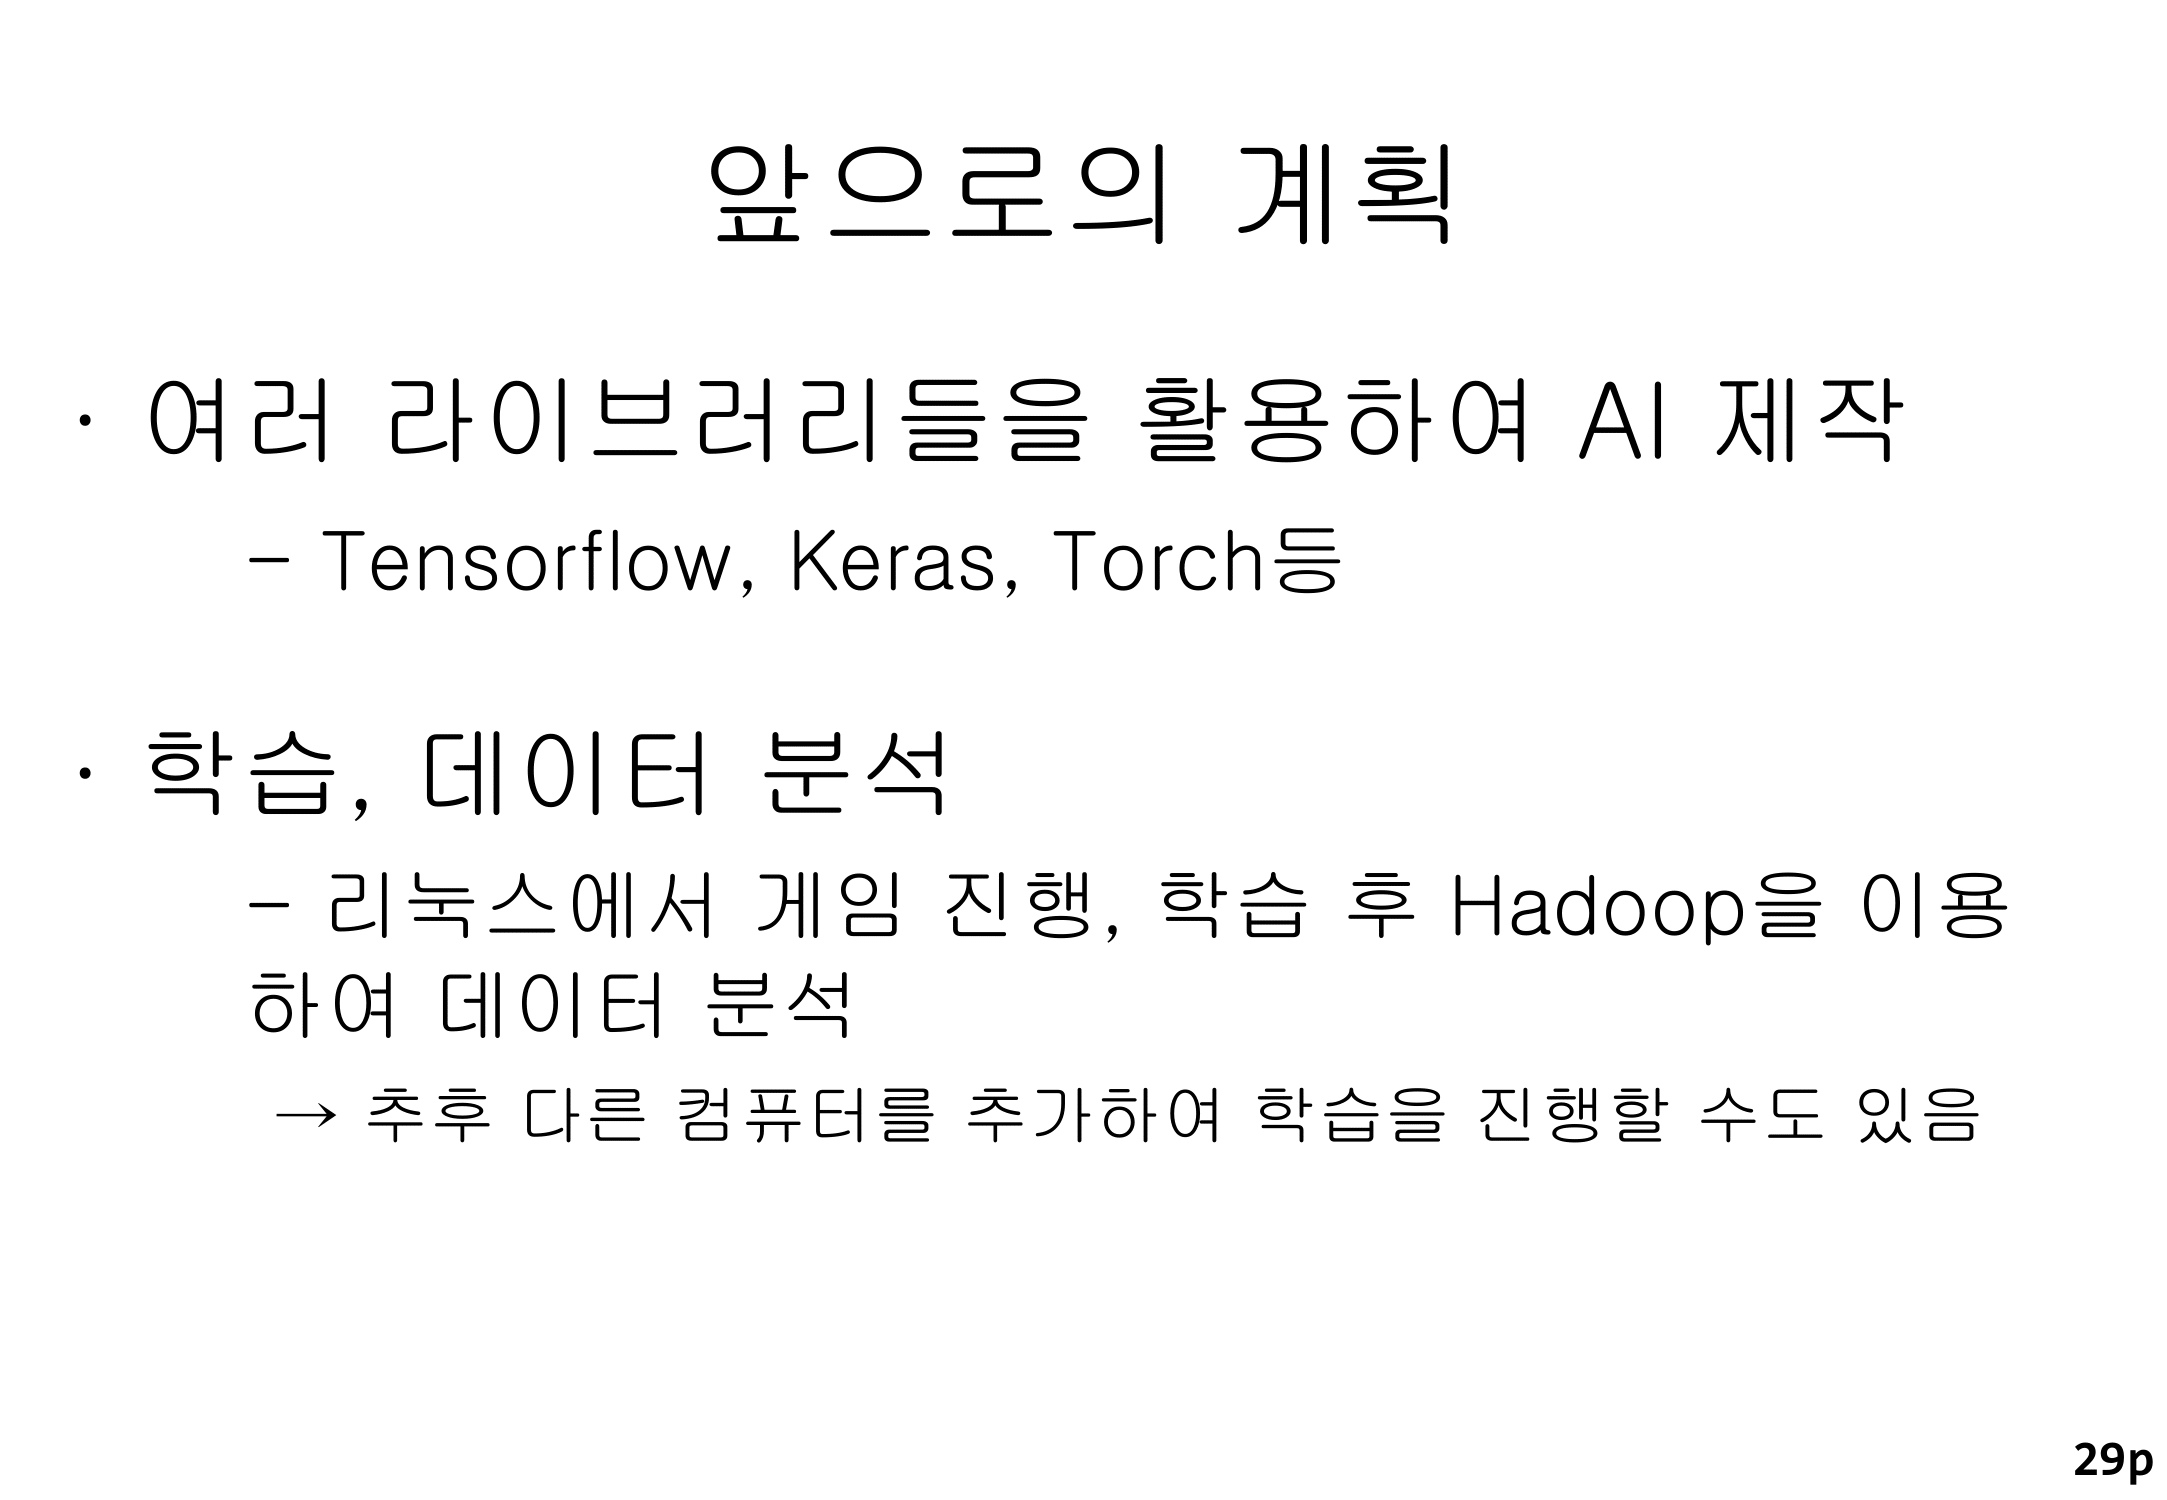 앞으로의 계획
· 여러 라이브러리들을 활용하여 AI 제작
- Tensorflow, Keras, Torch등
· 학습, 데이터 분석
- 리눅스에서 게임 진행, 학습 후 Hadoop을 이용
하여 데이터 분석
→ 추후 다른 컴퓨터를 추가하여 학습을 진행할 수도 있음
29p